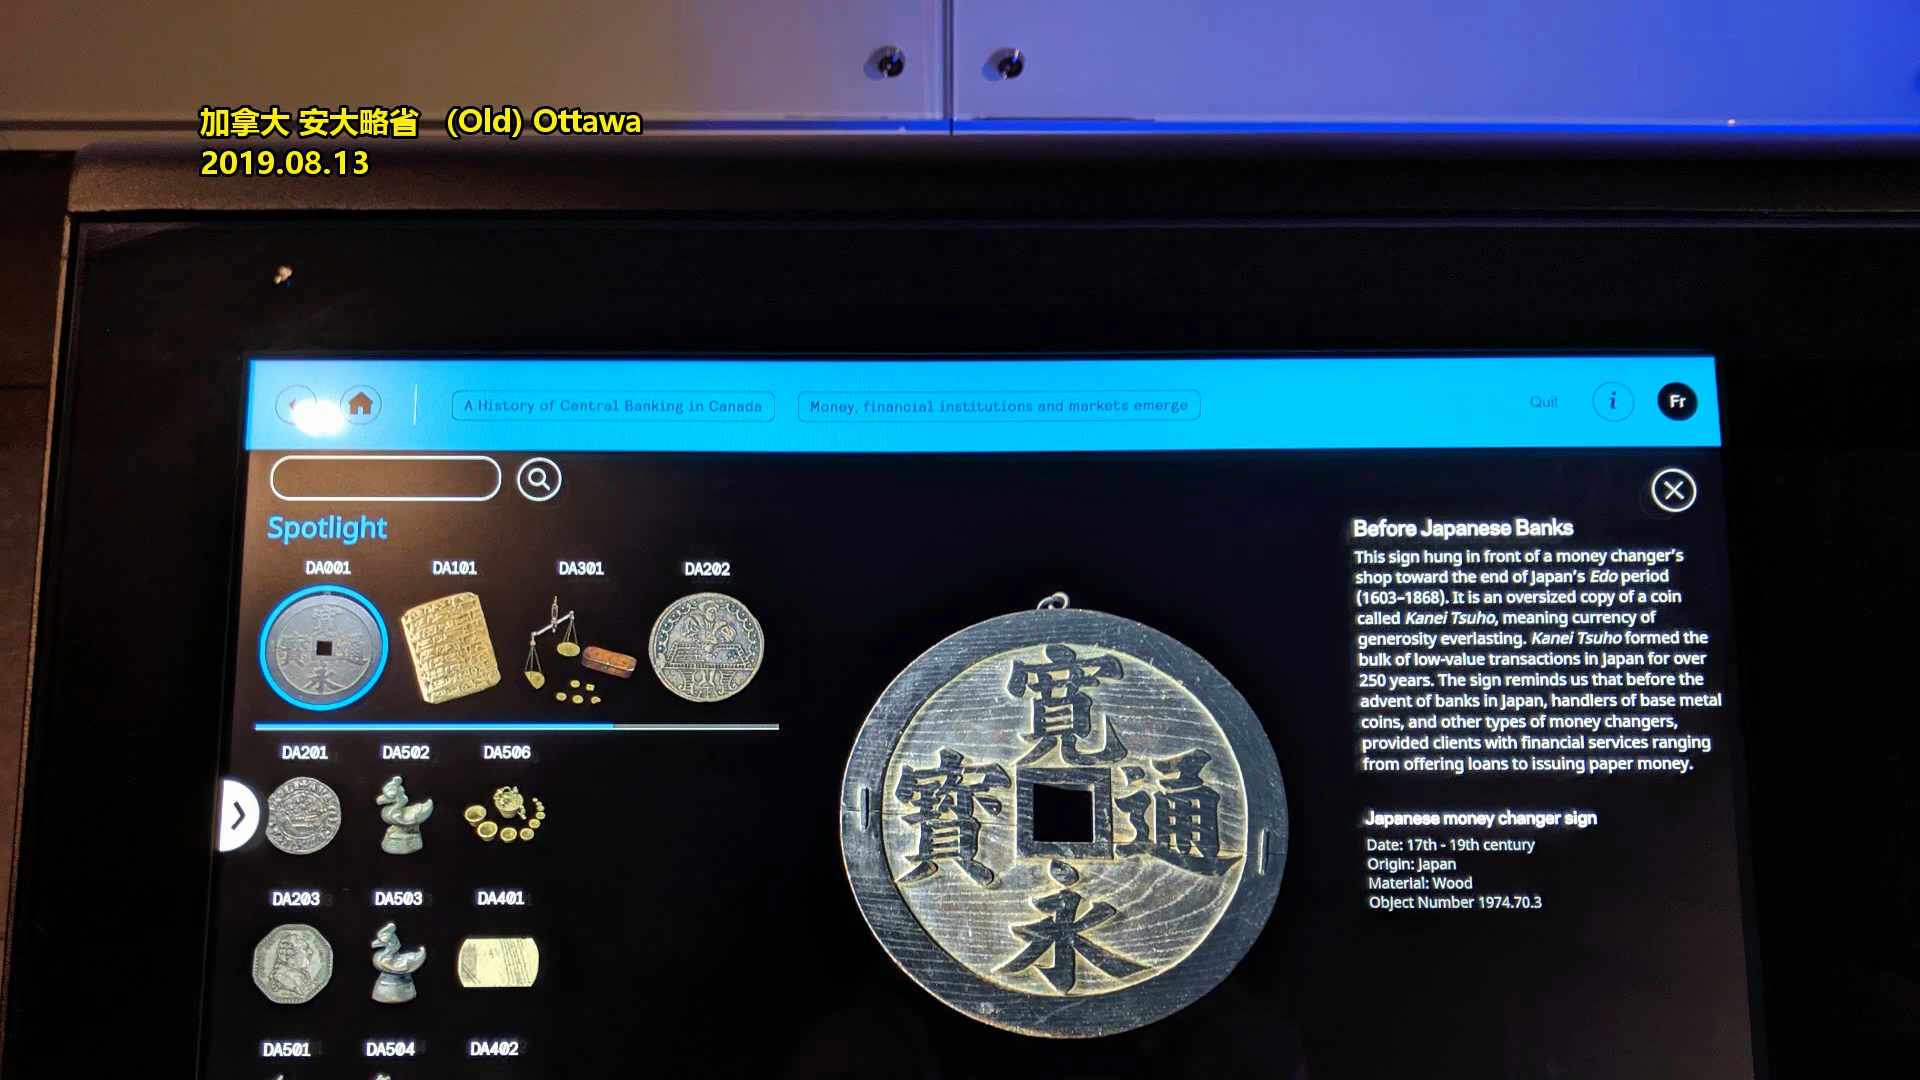 加拿大 安大略省 (Old) Ottawa
2019.08.13
A History of Central Banking in Canada
Money, financial institutions and markets emerge
Quit
i
Fr
Spotlight
DA001
DA101
DA301
DA202
DA201
DA502
DA506
DA203
DA503
DA401
DA501
DA504
DA402
寛
通
寳
永
Before Japanese Banks
This sign hung in front of a money changer's
shop toward the end of Japan's Edo period
(1603–1868). It is an oversized copy of a coin
called Kanei Tsuho, meaning currency of
generosity everlasting. Kanei Tsuho formed the
bulk of low-value transactions in Japan for over
250 years. The sign reminds us that before the
advent of banks in Japan, handlers of base metal
coins, and other types of money changers,
provided clients with financial services ranging
from offering loans to issuing paper money.
Japanese money changer sign
Date: 17th - 19th century
Origin: Japan
Material: Wood
Object Number 1974.70.3